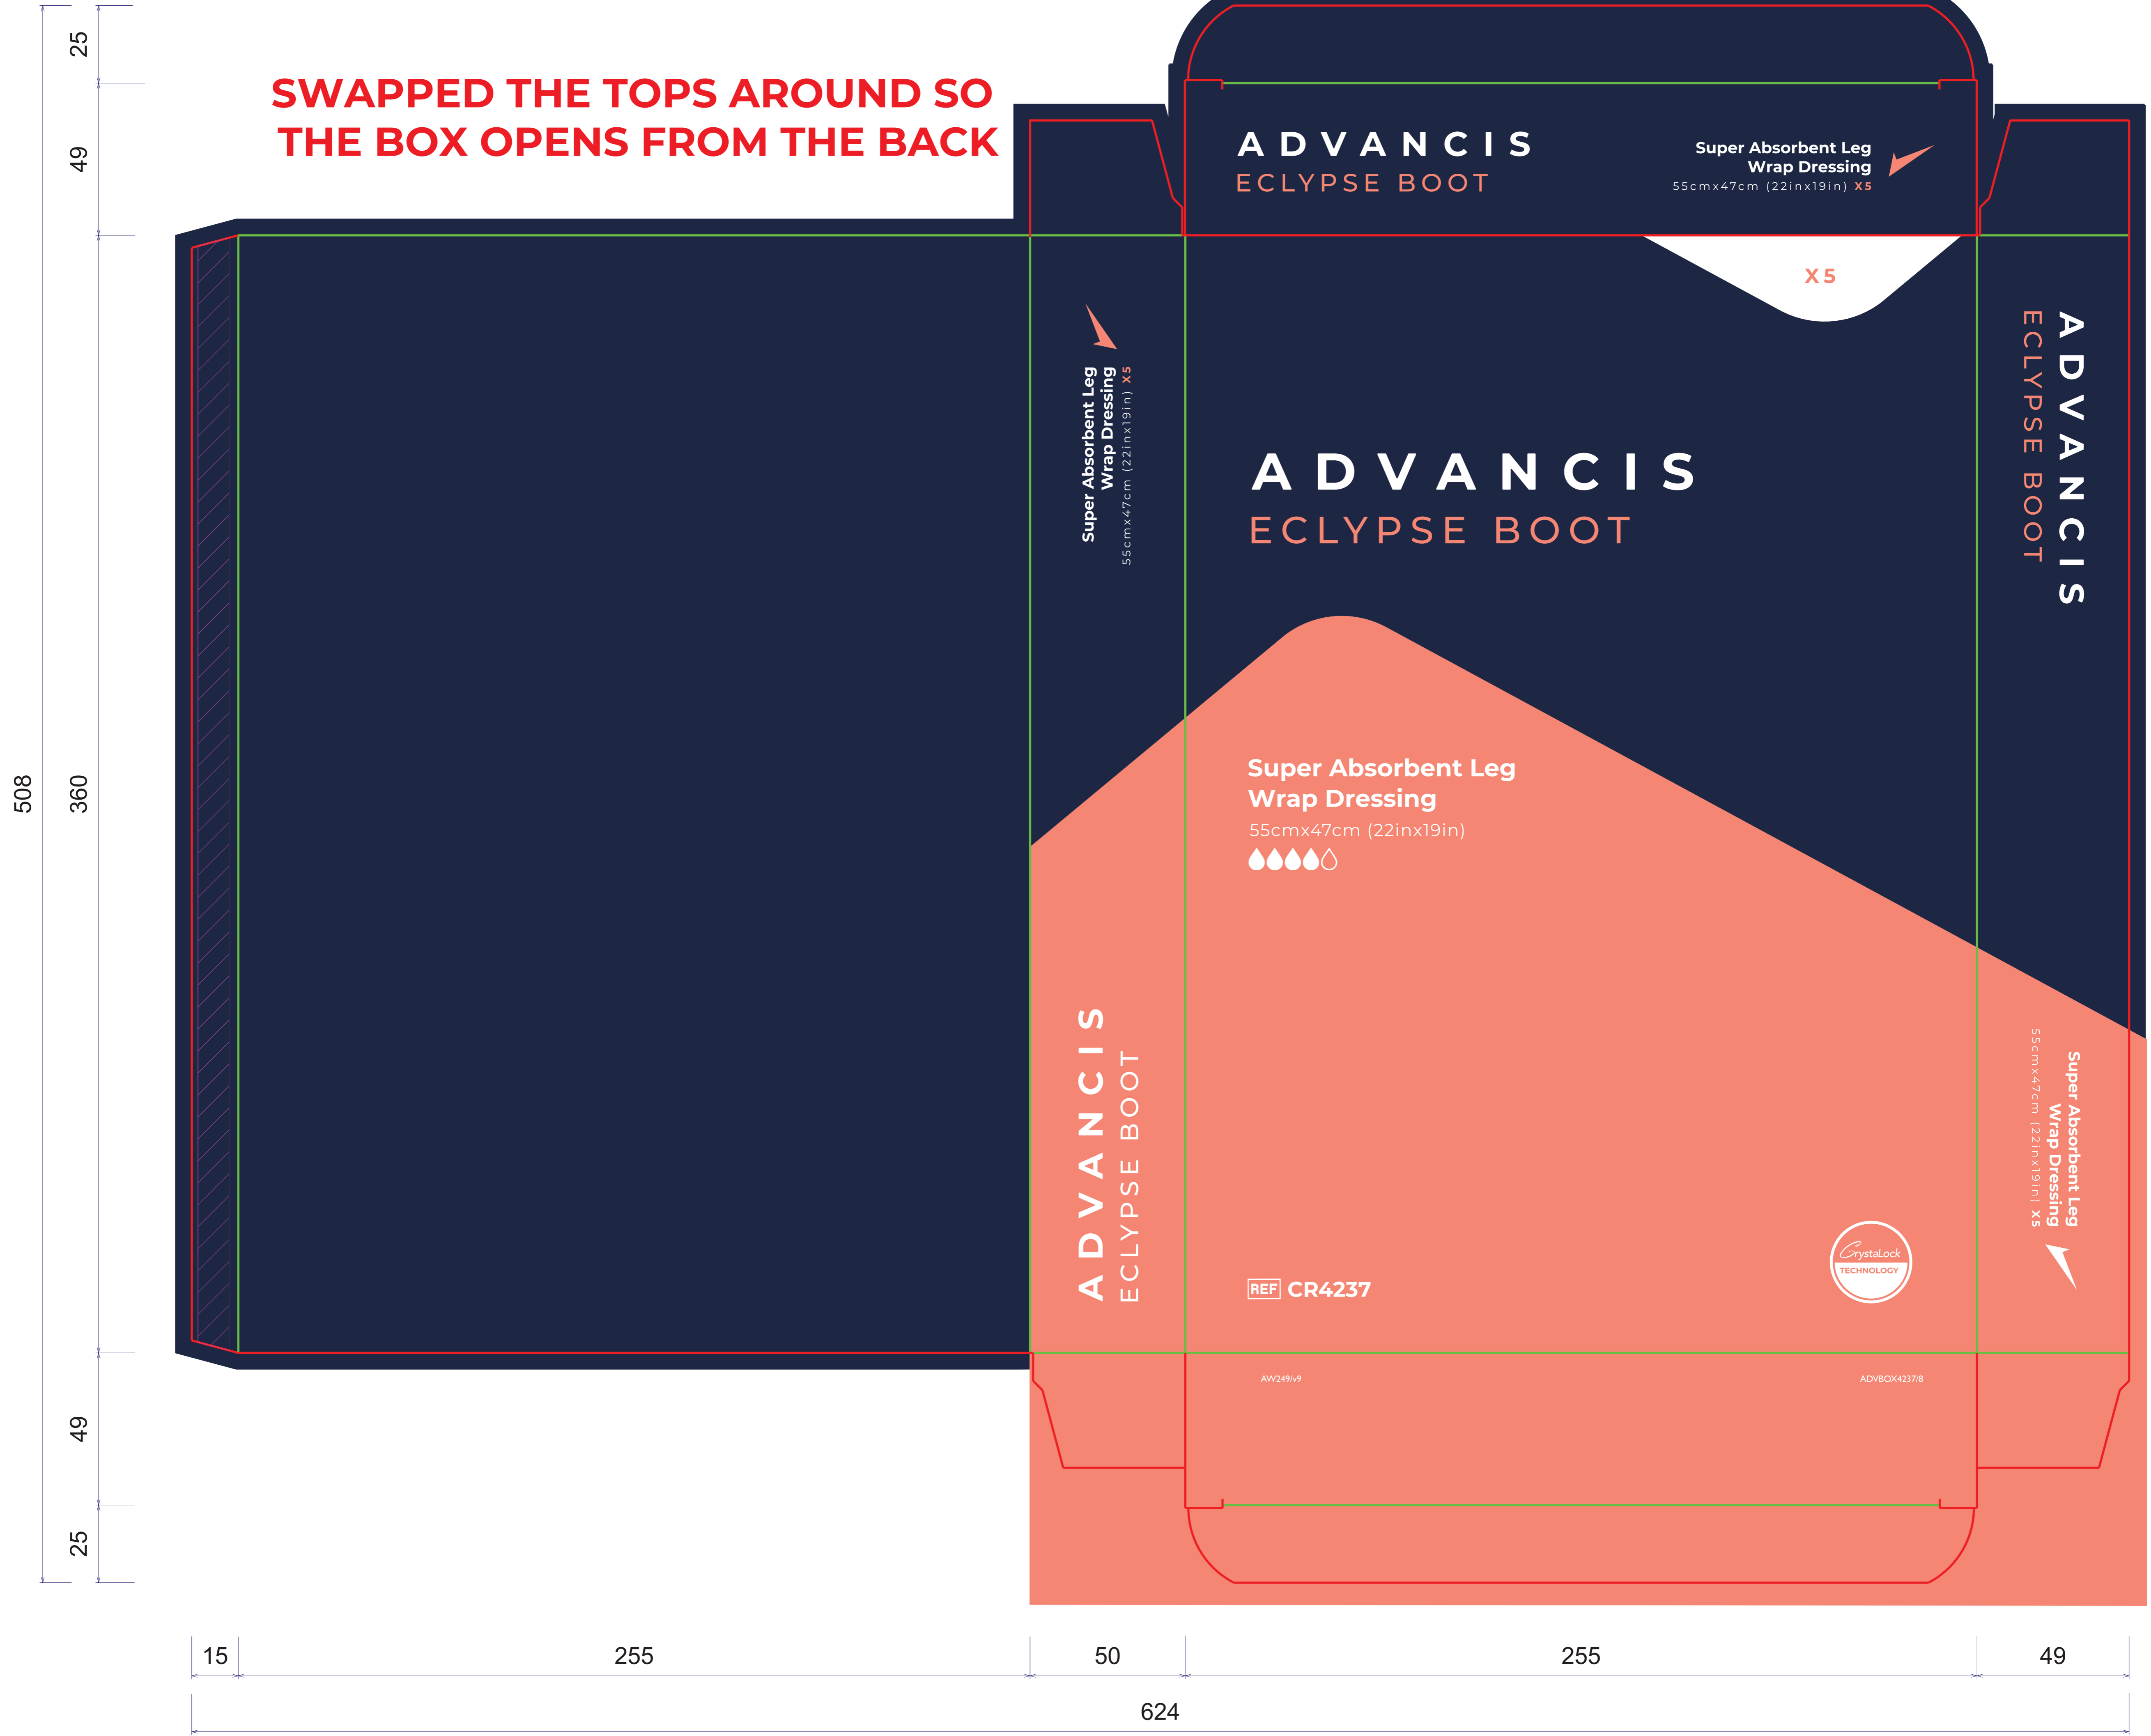 SWAPPED THE TOPS AROUND SO
THE BOX OPENS FROM THE BACK
ADVANCIS
ECLYPSE BOOT
Super Absorbent Leg
Wrap Dressing
55cmx47cm (22inx19in) X5
X5
Super Absorbent Leg
Wrap Dressing
55cmx47cm (22inx19in) X5
ADVANCIS
ECLYPSE BOOT
ADVANCIS
ECLYPSE BOOT
Super Absorbent Leg
Wrap Dressing
55cmx47cm (22inx19in)
REF CR4237
CrystaLock
TECHNOLOGY
ADVANCIS
ECLYPSE BOOT
Super Absorbent Leg
Wrap Dressing
55cmx47cm (22inx19in) X5
AW249/v9
ADVBOX4237/8
25
49
360
508
49
25
15
255
50
255
49
624